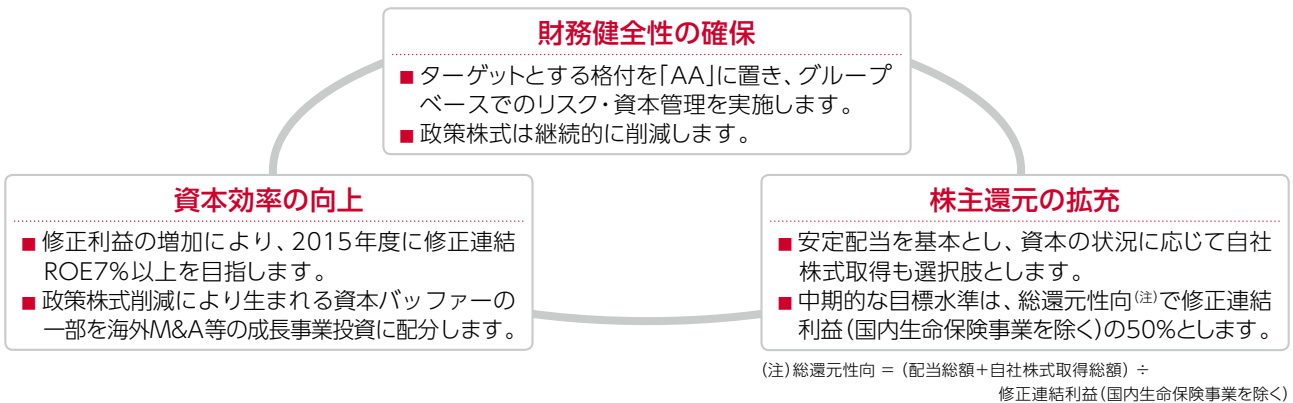 財務健全性の確保
■ターゲットとする格付を「AA」に置き、グループ
ベースでのリスク・資本管理を実施します。
■政策株式は継続的に削減します。
資本効率の向上
■修正利益の増加により、2015年度に修正連結
ROE7%以上を目指します。
■政策株式削減により生まれる資本バッファーの
一部を海外M&A等の成長事業投資に配分します。
株主還元の拡充
■安定配当を基本とし、資本の状況に応じて自社
株式取得も選択肢とします。
■中期的な目標水準は、総還元性向(注)で修正連結
利益(国内生命保険事業を除く)の50%とします。
(注)総還元性向 = (配当総額+自社株式取得総額) ÷
修正連結利益(国内生命保険事業を除く)